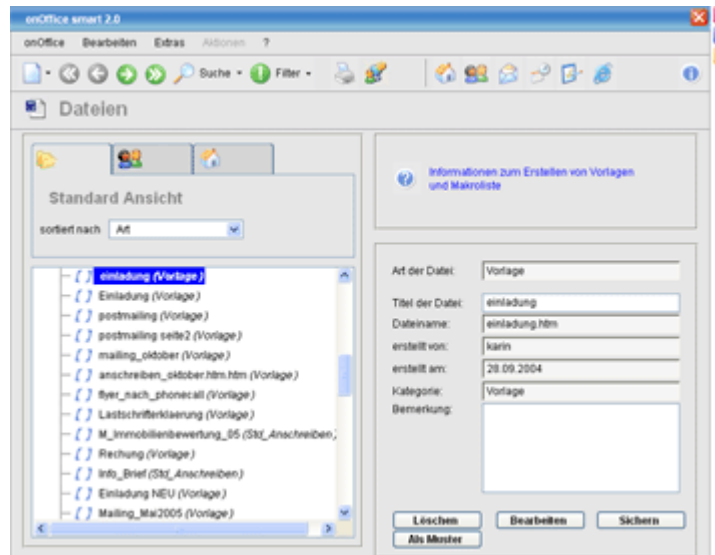 onOffice smart 2.0
onOffice Bearbeiten Extras Aktionen ?
Suche Filter
Dateien
Standard Ansicht
sortiert nach Art
einladung (Vorlage)
Einladung (Vorlage)
postmailing (Vorlage)
postmailing seite2 (Vorlage)
mailing_oktober (Vorlage)
anschreiben_oktober.htm.htm (Vorlage)
flyer_nach_phonecall (Vorlage)
Lastschrifterklaerung (Vorlage)
M_Immobilienbewertung_05 (Std_Anschreiben)
Rechung (Vorlage)
Info_Brief (Std_Anschreiben)
Einladung NEU (Vorlage)
Mailing_Mai2005 (Vorlage)
Informationen zum Erstellen von Vorlagen
und Makroliste
Art der Datei: Vorlage
Titel der Datei: einladung
Dateiname: einladung.htm
erstellt von: karin
erstellt am: 28.09.2004
Kategorie: Vorlage
Bemerkung:
Löschen Bearbeiten Sichern
Als Muster